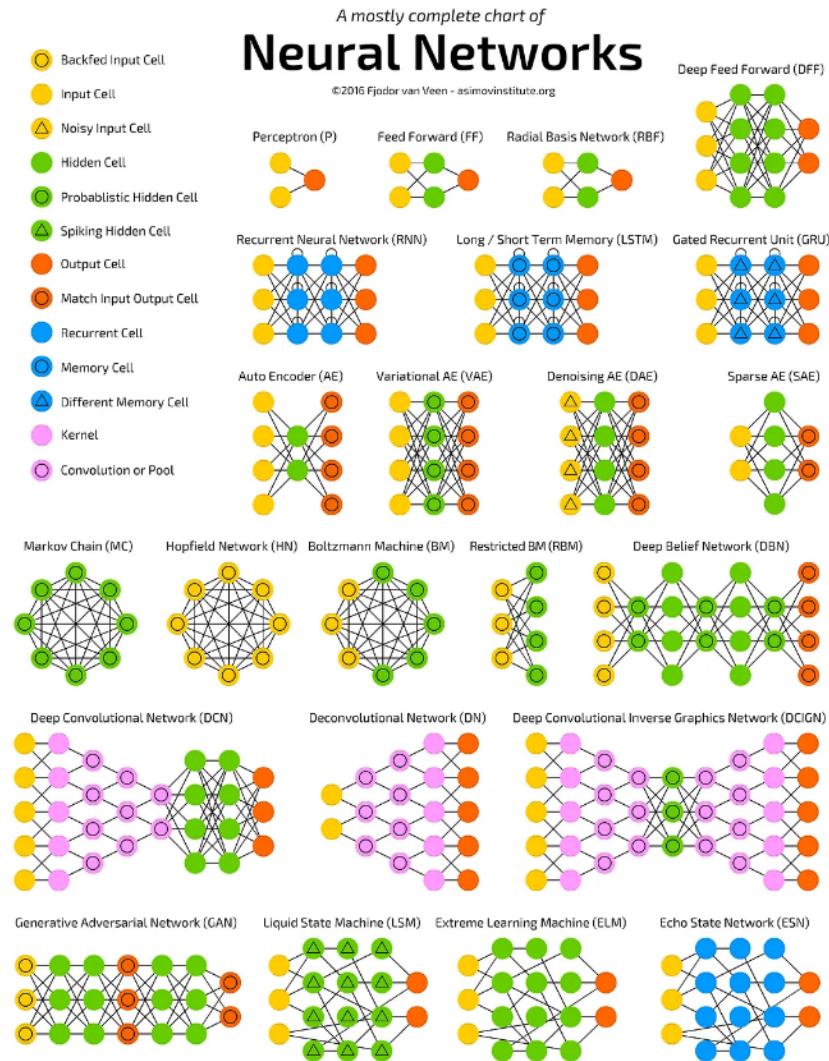 A mostly complete chart of
Neural Networks
©2016 Fjodor van Veen - asimovinstitute.org
Backfed Input Cell
Input Cell
Noisy Input Cell
Hidden Cell
Probablistic Hidden Cell
Spiking Hidden Cell
Output Cell
Match Input Output Cell
Recurrent Cell
Memory Cell
Different Memory Cell
Kernel
Convolution or Pool
Deep Feed Forward (DFF)
Perceptron (P)
Feed Forward (FF)
Radial Basis Network (RBF)
Recurrent Neural Network (RNN)
Long / Short Term Memory (LSTM)
Gated Recurrent Unit (GRU)
Auto Encoder (AE)
Variational AE (VAE)
Denoising AE (DAE)
Sparse AE (SAE)
Markov Chain (MC)
Hopfield Network (HN)
Boltzmann Machine (BM)
Restricted BM (RBM)
Deep Belief Network (DBN)
Deep Convolutional Network (DCN)
Deconvolutional Network (DN)
Deep Convolutional Inverse Graphics Network (DCIGN)
Generative Adversarial Network (GAN)
Liquid State Machine (LSM)
Extreme Learning Machine (ELM)
Echo State Network (ESN)